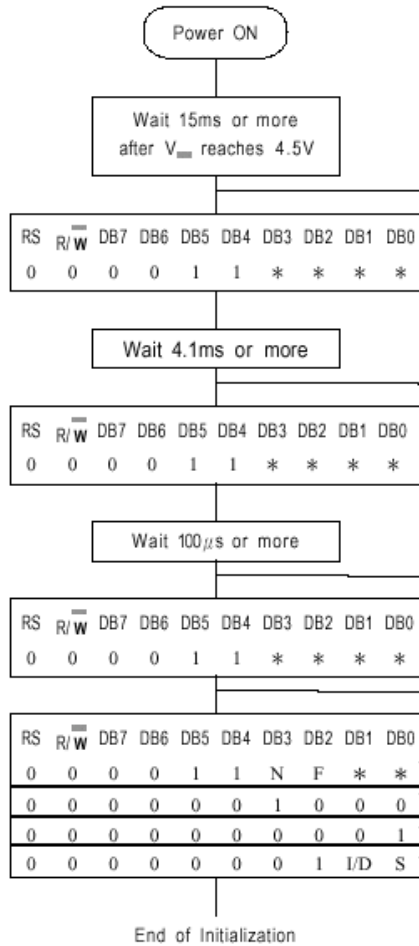 Power ON
Wait 15ms or more
after V reaches 4.5V
RS R/W DB7 DB6 DB5 DB4 DB3 DB2 DB1 DB0
0 0 0 0 1 1 * * * *
Wait 4.1ms or more
RS R/W DB7 DB6 DB5 DB4 DB3 DB2 DB1 DB0
0 0 0 0 1 1 * * * *
Wait 100μs or more
RS R/W DB7 DB6 DB5 DB4 DB3 DB2 DB1 DB0
0 0 0 0 1 1 * * * *
RS R/W DB7 DB6 DB5 DB4 DB3 DB2 DB1 DB0
0 0 0 0 1 1 N F * *
0 0 0 0 0 0 1 0 0 0
0 0 0 0 0 0 0 0 0 1
0 0 0 0 0 0 0 1 I/D S
End of Initialization